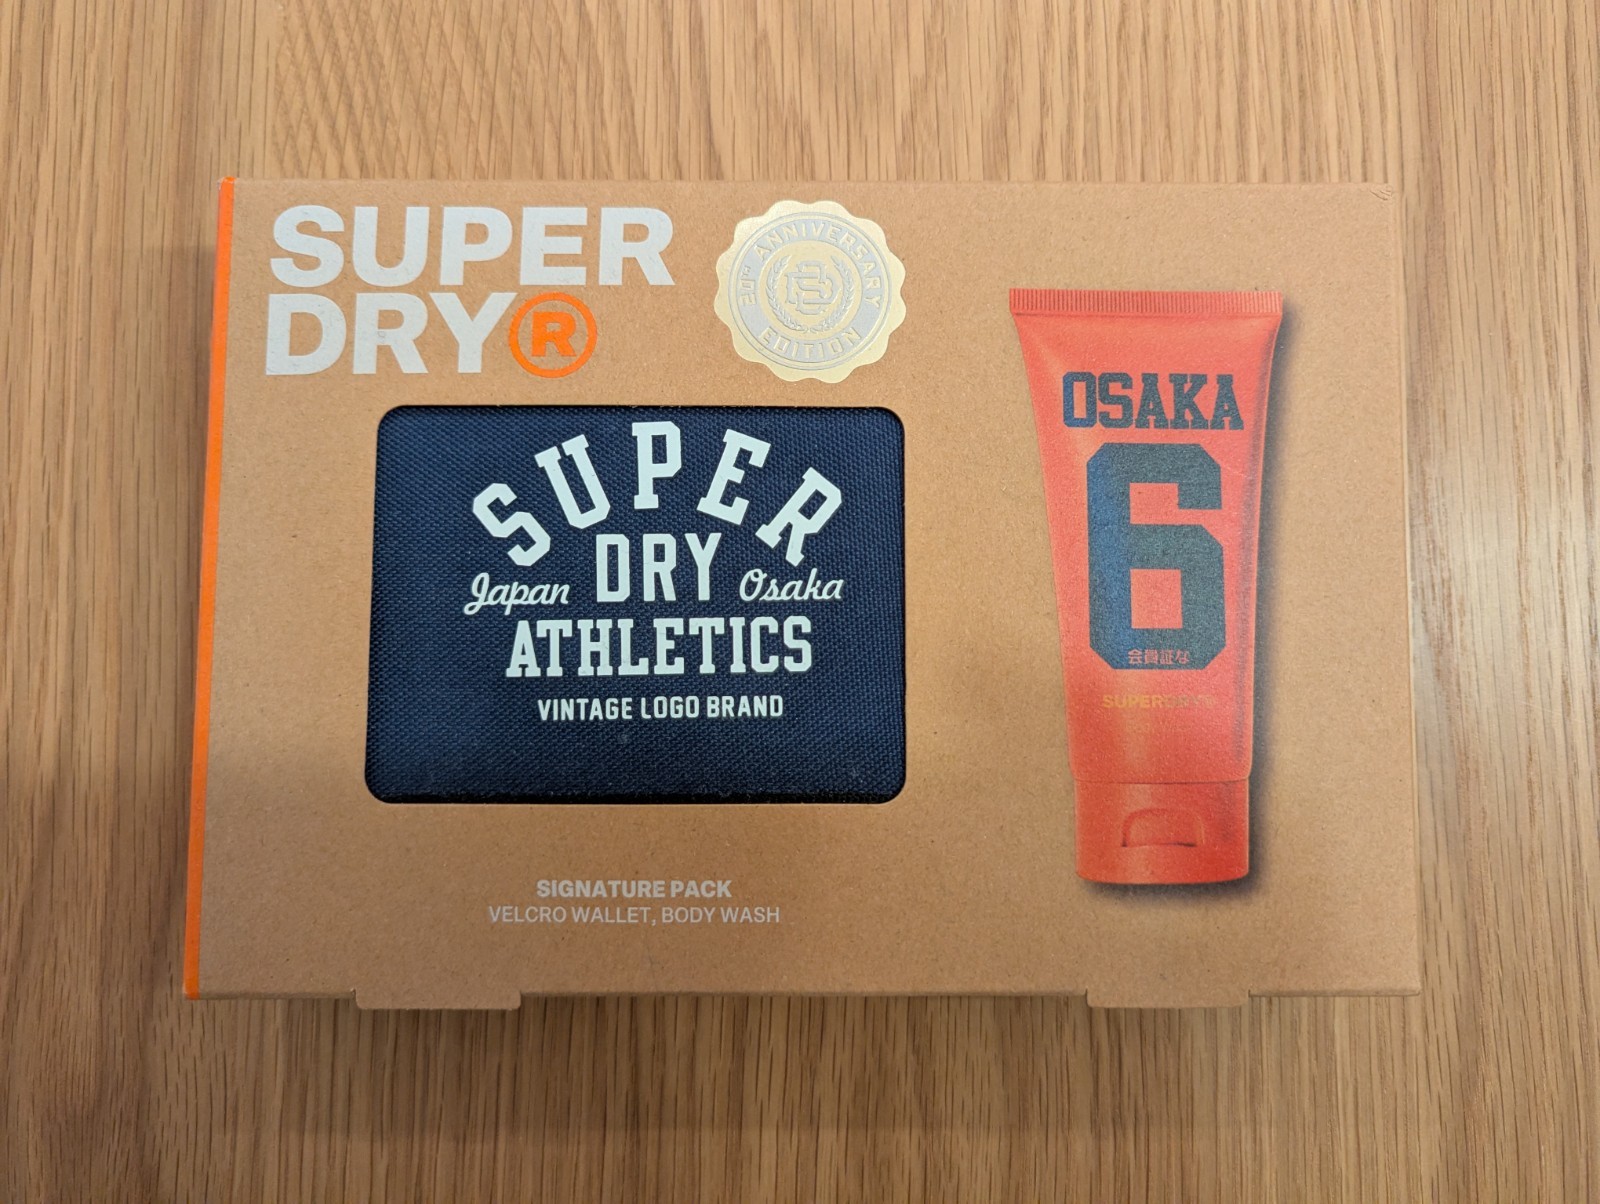 SUPER
DRY®
20TH ANNIVERSARY
EDITION
SUPER
Japan DRY Osaka
ATHLETICS
VINTAGE LOGO BRAND
OSAKA
6
会員証な
SUPERDRY
SIGNATURE PACK
VELCRO WALLET, BODY WASH